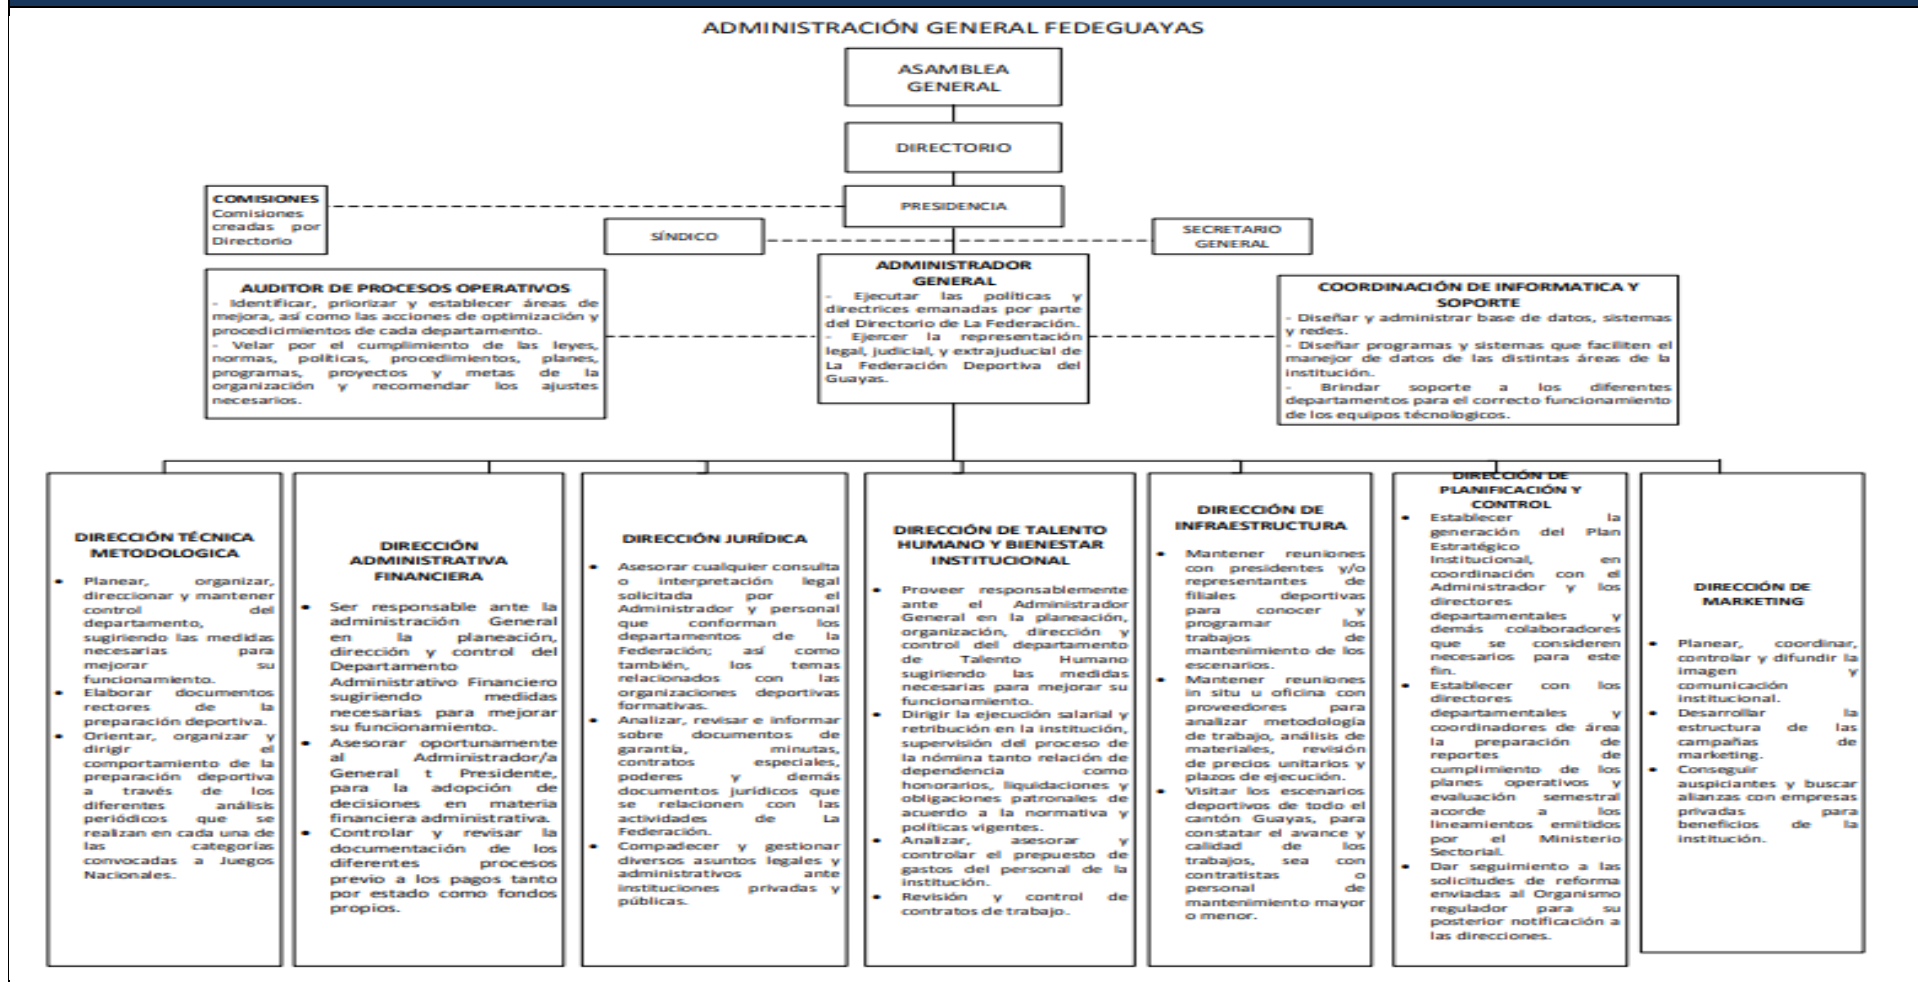 ADMINISTRACIÓN GENERAL FEDEGUAYAS
ASAMBLEA
GENERAL
DIRECTORIO
PRESIDENCIA
COMISIONES
Comisiones
creadas por
Directorio
SÍNDICO
SECRETARIO
GENERAL
ADMINISTRADOR
GENERAL
- Ejecutar las políticas y
directrices emanadas por parte
del Directorio de La Federación.
- Ejercer la representación
legal, judicial, y extrajuducial de
La Federación Deportiva del
Guayas.
AUDITOR DE PROCESOS OPERATIVOS
- Identificar, priorizar y establecer áreas de
mejora, así como las acciones de optimización y
procedicimientos de cada departamento.
- Velar por el cumplimiento de las leyes,
normas, políticas, procedimientos, planes,
programas, proyectos y metas de la
organización y recomendar los ajustes
necesarios.
COORDINACIÓN DE INFORMATICA Y
SOPORTE
- Diseñar y administrar base de datos, sistemas
y redes.
- Diseñar programas y sistemas que faciliten el
manejor de datos de las distintas áreas de la
institución.
- Brindar soporte a los diferentes
departamentos para el correcto funcionamiento
de los equipos técnologicos.
DIRECCIÓN TÉCNICA
METODOLOGICA
• Planear, organizar,
direccionar y mantener
control del
departamento,
sugiriendo las medidas
necesarias para
mejorar su
funcionamiento.
• Elaborar documentos
rectores de la
preparación deportiva.
• Orientar, organizar y
dirigir el
comportamiento de la
preparación deportiva
a través de los
diferentes análisis
periódicos que se
realizan en cada una de
las categorías
convocadas a Juegos
Nacionales.
DIRECCIÓN
ADMINISTRATIVA
FINANCIERA
• Ser responsable ante la
administración General
en la planeación,
dirección y control del
Departamento
Administrativo Financiero
sugiriendo medidas
necesarias para mejorar
su funcionamiento.
• Asesorar oportunamente
al Administrador/a
General t Presidente,
para la adopción de
decisiones en materia
financiera administrativa.
• Controlar y revisar la
documentación de los
diferentes procesos
previo a los pagos tanto
por estado como fondos
propios.
DIRECCIÓN JURÍDICA
• Asesorar cualquier consulta
o interpretación legal
solicitada por el
Administrador y personal
que conforman los
departamentos de la
Federación; así como
también, los temas
relacionados con las
organizaciones deportivas
formativas.
• Analizar, revisar e informar
sobre documentos de
garantía, minutas,
contratos especiales,
poderes y demás
documentos jurídicos que
se relacionen con las
actividades de La
Federación.
• Compadecer y gestionar
diversos asuntos legales y
administrativos ante
instituciones privadas y
públicas.
DIRECCIÓN DE TALENTO
HUMANO Y BIENESTAR
INSTITUCIONAL
• Proveer responsablemente
ante el Administrador
General en la planeación,
organización, dirección y
control del departamento
de Talento Humano
sugiriendo las medidas
necesarias para mejorar su
funcionamiento.
• Dirigir la ejecución salarial y
retribución en la institución,
supervisión del proceso de
la nómina tanto relación de
dependencia como
honorarios, liquidaciones y
obligaciones patronales de
acuerdo a la normativa y
políticas vigentes.
• Analizar, asesorar y
controlar el prepuesto de
gastos del personal de la
institución.
• Revisión y control de
contratos de trabajo.
DIRECCIÓN DE
INFRAESTRUCTURA
• Mantener reuniones
con presidentes y/o
representantes de
filiales deportivas
para conocer y
programar los
trabajos de
mantenimiento de los
escenarios.
• Mantener reuniones
in situ u oficina con
proveedores para
analizar metodología
de trabajo, análisis de
materiales, revisión
de precios unitarios y
plazos de ejecución.
• Visitar los escenarios
deportivos de todo el
cantón Guayas, para
constatar el avance y
calidad de los
trabajos, sea con
contratistas o
personal de
mantenimiento mayor
o menor.
DIRECCIÓN DE
PLANIFICACIÓN Y
CONTROL
• Establecer la
generación del Plan
Estratégico
Institucional, en
coordinación con el
Administrador y los
directores
departamentales y
demás colaboradores
que se consideren
necesarios para este
fin.
• Establecer con los
directores
departamentales y
coordinadores de área
la preparación de
reportes de
cumplimiento de los
planes operativos y
evaluación semestral
acorde a los
lineamientos emitidos
por el Ministerio
Sectorial.
• Dar seguimiento a las
solicitudes de reforma
enviadas al Organismo
regulador para su
posterior notificación a
las direcciones.
DIRECCIÓN DE
MARKETING
• Planear, coordinar,
controlar y difundir la
imagen y
comunicación
institucional.
• Desarrollar la
estructura de las
campañas de
marketing.
• Conseguir
auspiciantes y buscar
alianzas con empresas
privadas para
beneficios de la
institución.